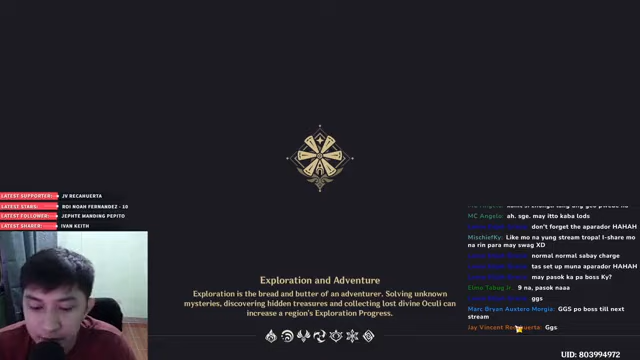 LATEST SUPPORTER: JV RECAHUERTA
LATEST STARS: ROI NOAH FERNANDEZ - 10
LATEST FOLLOWER: JEPHTE MANDING PEPITO
LATEST SHARER: IVAN KEITH
MC Angelo: ah. sge. may itto kaba lods
don't forget the aparador HAHAH
MischiefKy: Like mo na yung stream tropa! I-share mo
na rin para may swag XD
normal normal sabay charge
tas set up muna aparador HAHAH
may pasok ka pa boss Ky?
Elmo Tabag Jr.: 9 na, pasok naaa
ggs
Marc Bryan Austero Morgia: GGS po boss till next
stream
Jay Vincent Recahuerta: Ggs
Exploration and Adventure
Exploration is the bread and butter of an adventurer. Solving unknown
mysteries, discovering hidden treasures and collecting lost divine Oculi can
increase a region's Exploration Progress.
UID: 803994972